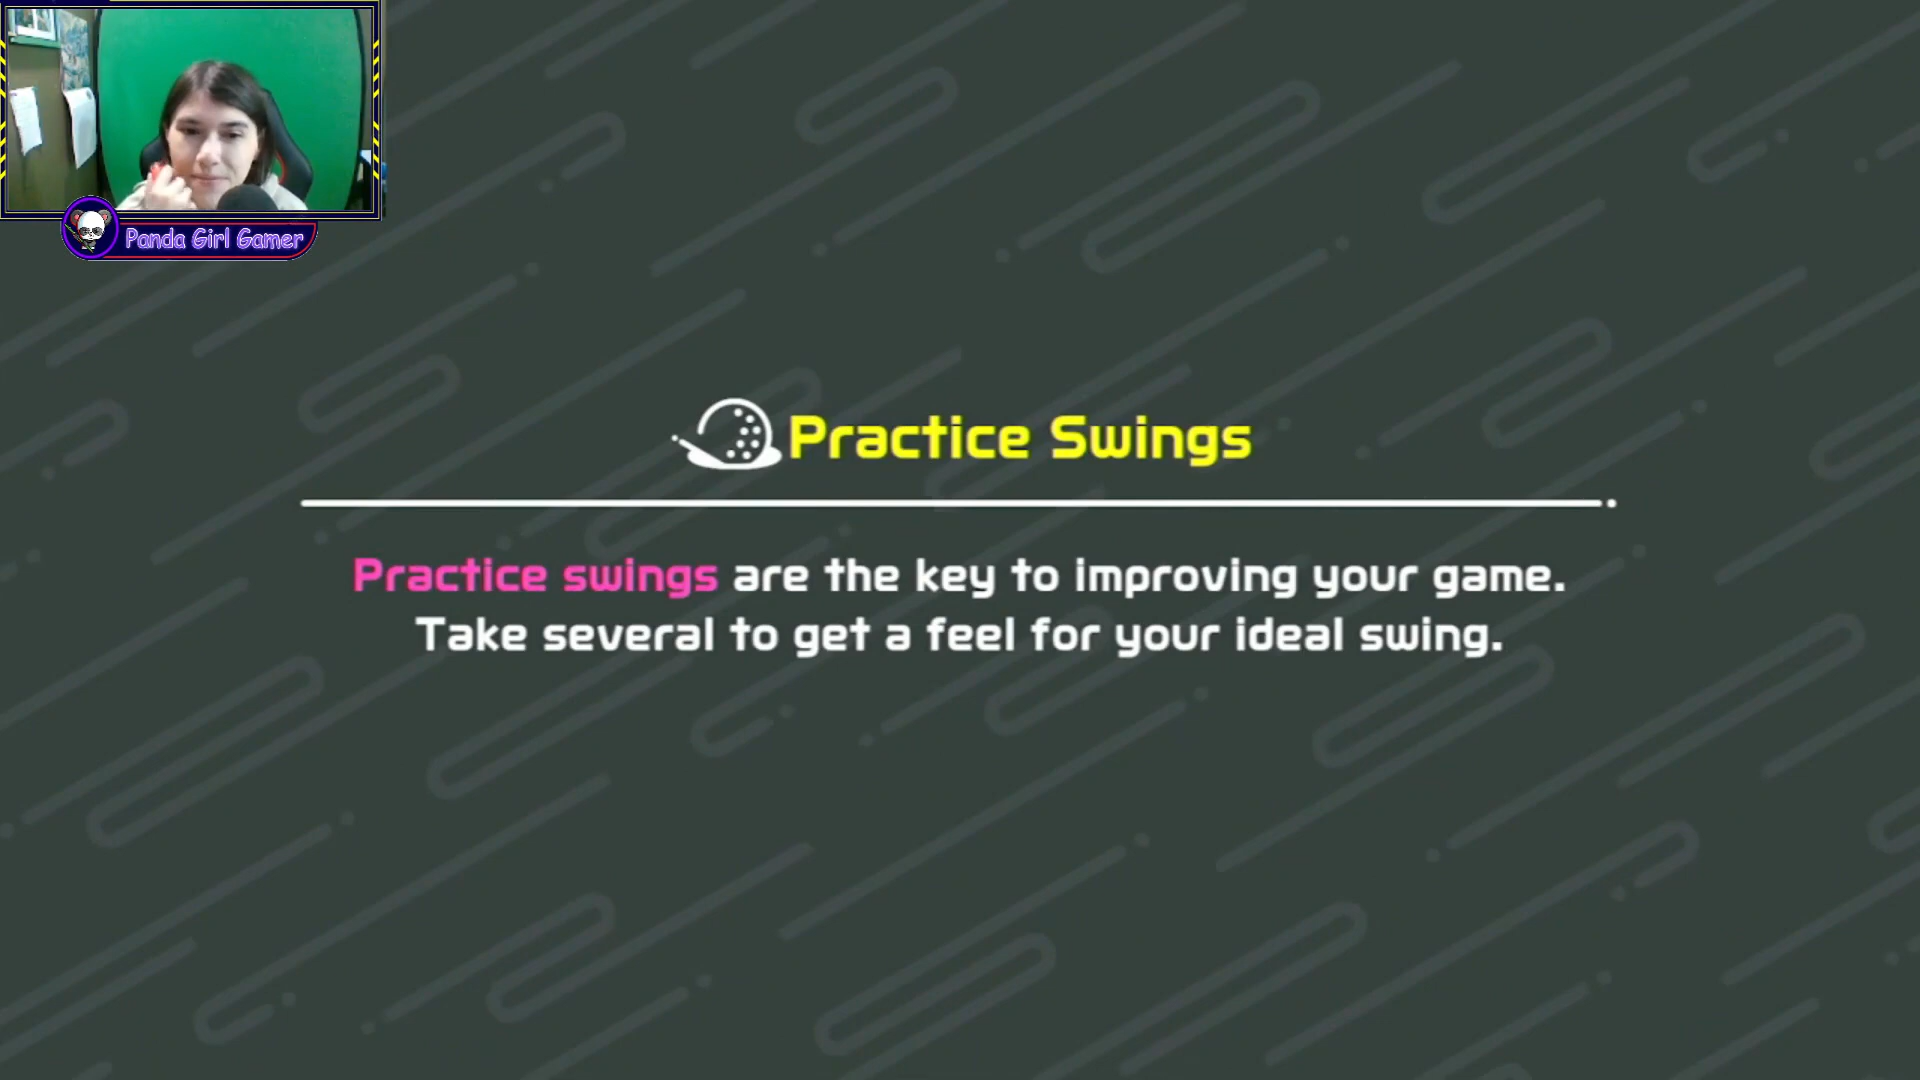 Panda Girl Gamer
Practice Swings
Practice swings are the key to improving your game.
Take several to get a feel for your ideal swing.